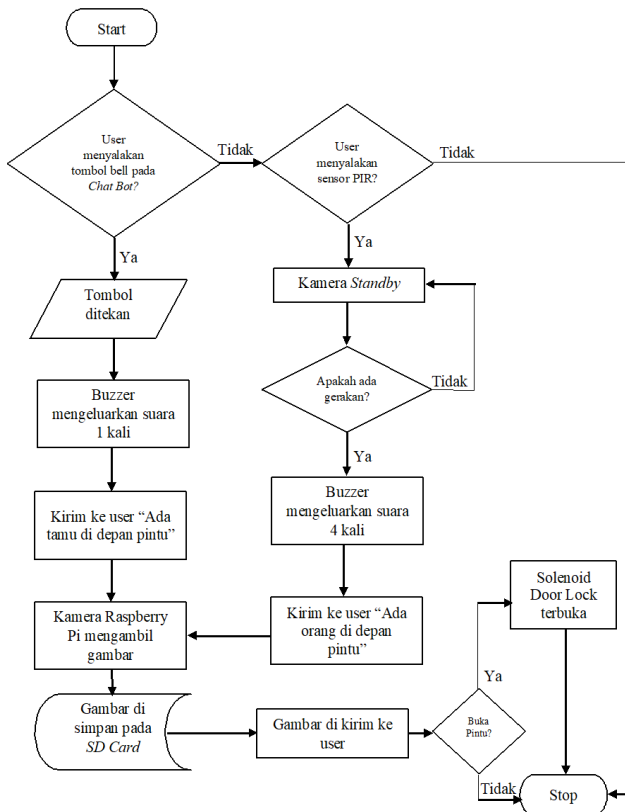 Start
User
menyalakan
tombol bell pada
Chat Bot?
Tidak
User
menyalakan
sensor PIR?
Tidak
Ya
Ya
Tombol
ditekan
Kamera Standby
Buzzer
mengeluarkan suara
1 kali
Apakah ada
gerakan?
Tidak
Ya
Kirim ke user “Ada
tamu di depan pintu”
Buzzer
mengeluarkan suara
4 kali
Kamera Raspberry
Pi mengambil
gambar
Kirim ke user “Ada
orang di depan
pintu”
Solenoid
Door Lock
terbuka
Ya
Gambar di
simpan pada
SD Card
Gambar di kirim ke
user
Buka
Pintu?
Tidak
Stop